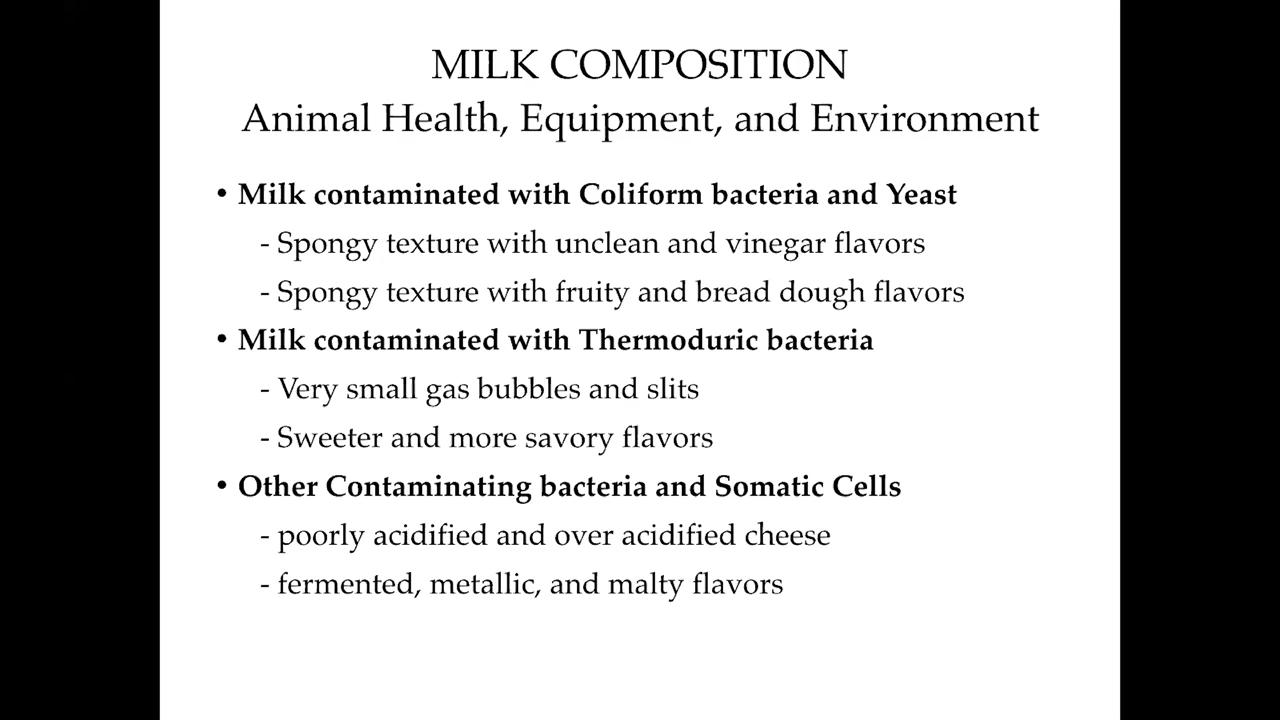 MILK COMPOSITION
Animal Health, Equipment, and Environment
• Milk contaminated with Coliform bacteria and Yeast
- Spongy texture with unclean and vinegar flavors
- Spongy texture with fruity and bread dough flavors
• Milk contaminated with Thermoduric bacteria
- Very small gas bubbles and slits
- Sweeter and more savory flavors
• Other Contaminating bacteria and Somatic Cells
- poorly acidified and over acidified cheese
- fermented, metallic, and malty flavors